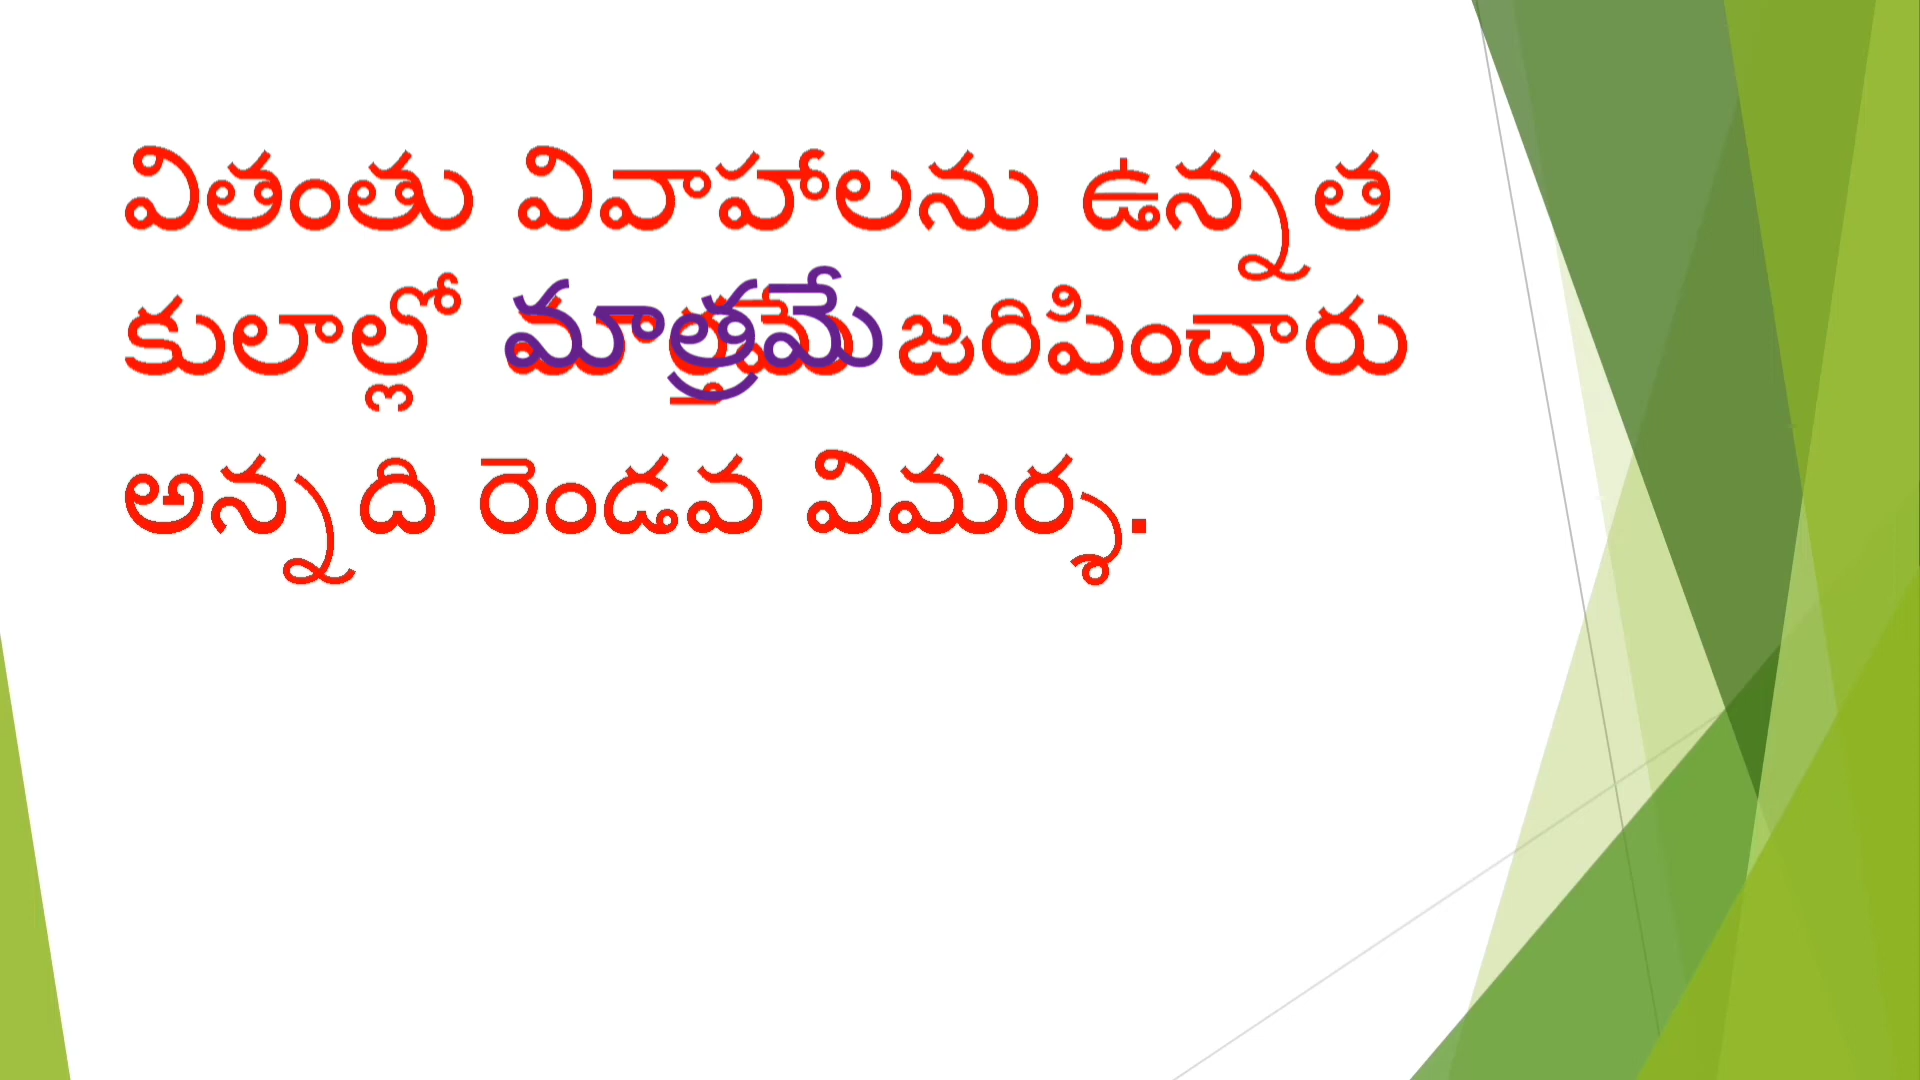 వితంతు వివాహాలను ఉన్నత
కులాల్లో మాత్రమే జరిపించారు
అన్నది రెండవ విమర్శ.